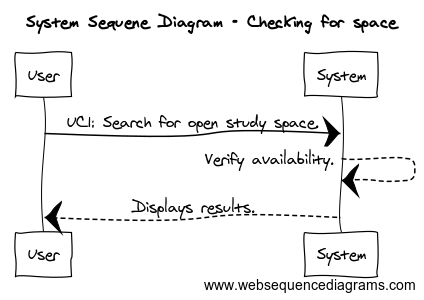 System Sequene Diagram - Checking for space
User
System
UC1: Search for open study space.
Verify availability.
Displays results.
User
System
www.websequencediagrams.com